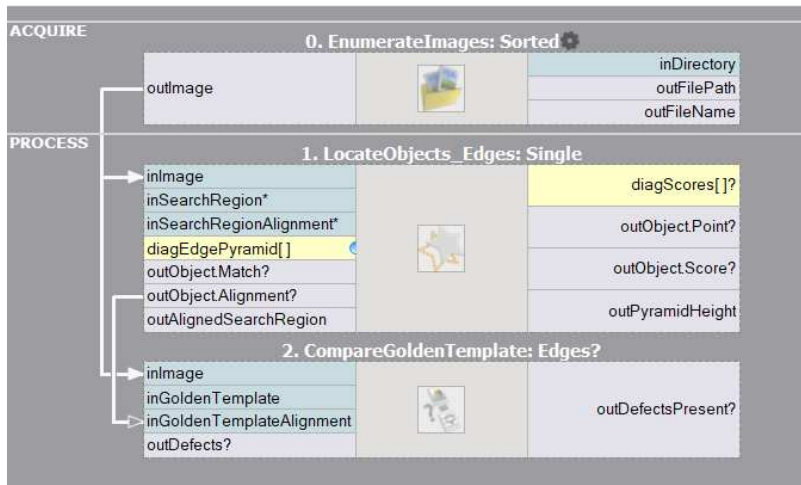 ACQUIRE
0. EnumerateImages: Sorted
outImage
inDirectory
outFilePath
outFileName
PROCESS
1. LocateObjects_Edges: Single
inImage
inSearchRegion*
inSearchRegionAlignment*
diagEdgePyramid[ ]
outObject.Match?
outObject.Alignment?
outAlignedSearchRegion
diagScores[ ]?
outObject.Point?
outObject.Score?
outPyramidHeight
2. CompareGoldenTemplate: Edges?
inImage
inGoldenTemplate
inGoldenTemplateAlignment
outDefects?
outDefectsPresent?